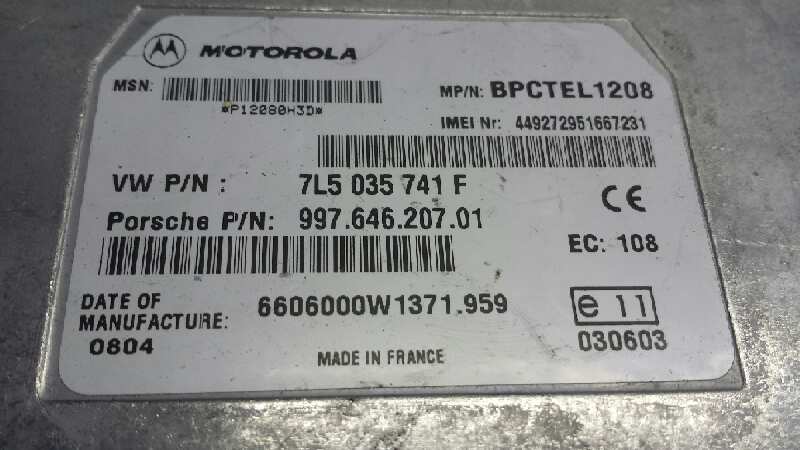 MOTOROLA
MSN:
*P12080H3D*
MP/N: BPCTEL1208
IMEI Nr: 449272951667231
VW P/N : 7L5 035 741 F
Porsche P/N: 997.646.207.01
CE
EC: 108
DATE OF
MANUFACTURE:
0804
6606000W1371.959
e 11
030603
MADE IN FRANCE